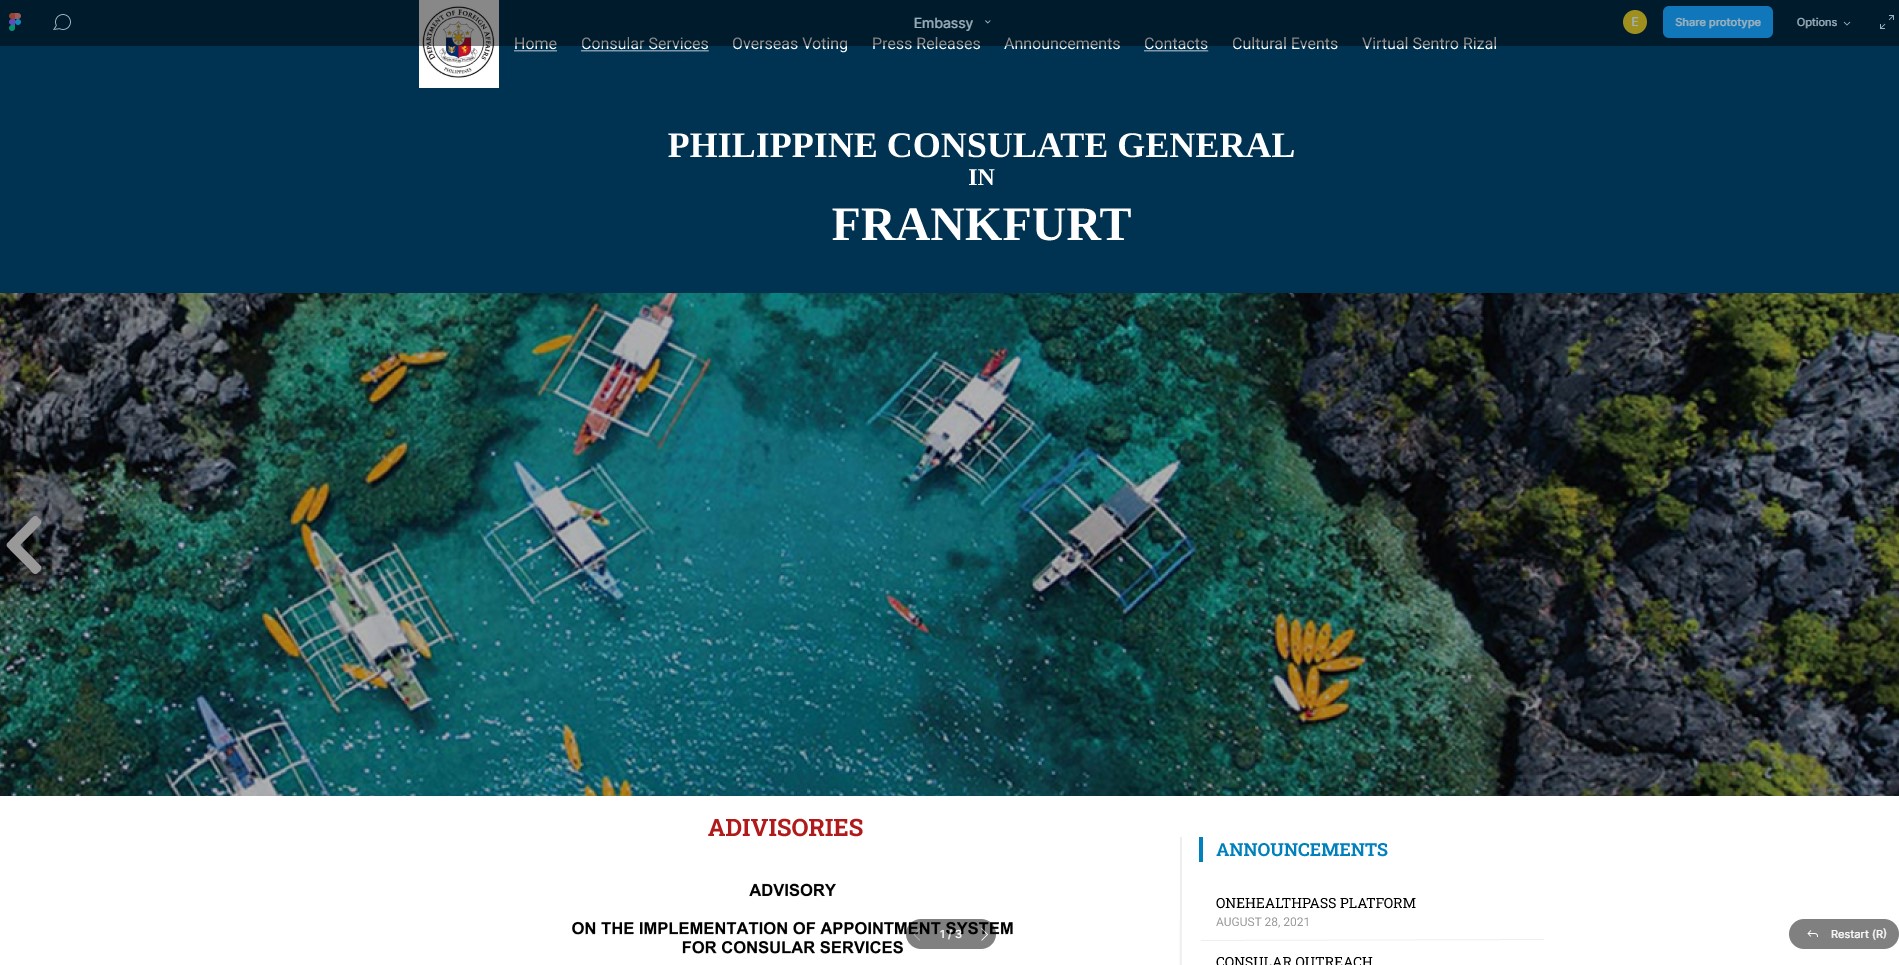 Embassy
E
Share prototype
Options
DEPARTMENT OF FOREIGN AFFAIRS
PHILIPPINES
Home Consular Services Overseas Voting Press Releases Announcements Contacts Cultural Events Virtual Sentro Rizal
PHILIPPINE CONSULATE GENERAL
IN
FRANKFURT
ADIVISORIES
ADVISORY
ON THE IMPLEMENTATION OF APPOINTMENT SYSTEM
FOR CONSULAR SERVICES
ANNOUNCEMENTS
ONEHEALTHPASS PLATFORM
AUGUST 28, 2021
CONSULAR OUTREACH
1 / 3
Restart (R)